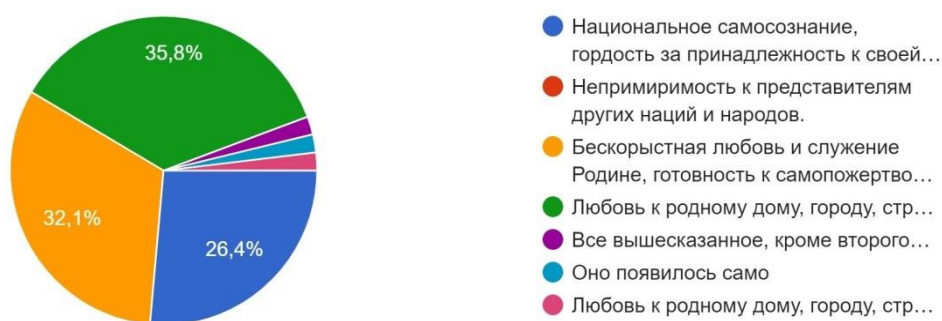 35,8%
32,1%
26,4%
Национальное самосознание,
гордость за принадлежность к своей…
Непримиримость к представителям
других наций и народов.
Бескорыстная любовь и служение
Родине, готовность к самопожертво…
Любовь к родному дому, городу, стр…
Все вышесказанное, кроме второго…
Оно появилось само
Любовь к родному дому, городу, стр…